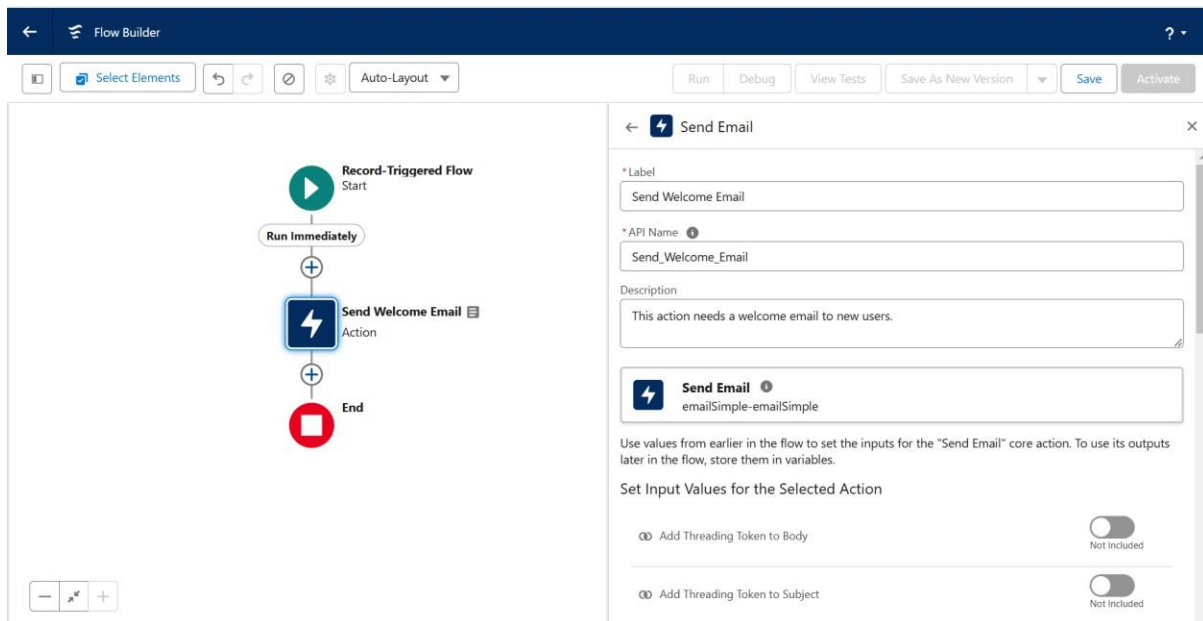 Flow Builder
?
Select Elements
Auto-Layout
Run
Debug
View Tests
Save As New Version
Save
Activate
Record-Triggered Flow
Start
Run Immediately
Send Welcome Email
Action
End
Send Email
*Label
Send Welcome Email
*API Name
Send_Welcome_Email
Description
This action needs a welcome email to new users.
Send Email
emailSimple-emailSimple
Use values from earlier in the flow to set the inputs for the "Send Email" core action. To use its outputs
later in the flow, store them in variables.
Set Input Values for the Selected Action
Add Threading Token to Body
Not Included
Add Threading Token to Subject
Not Included